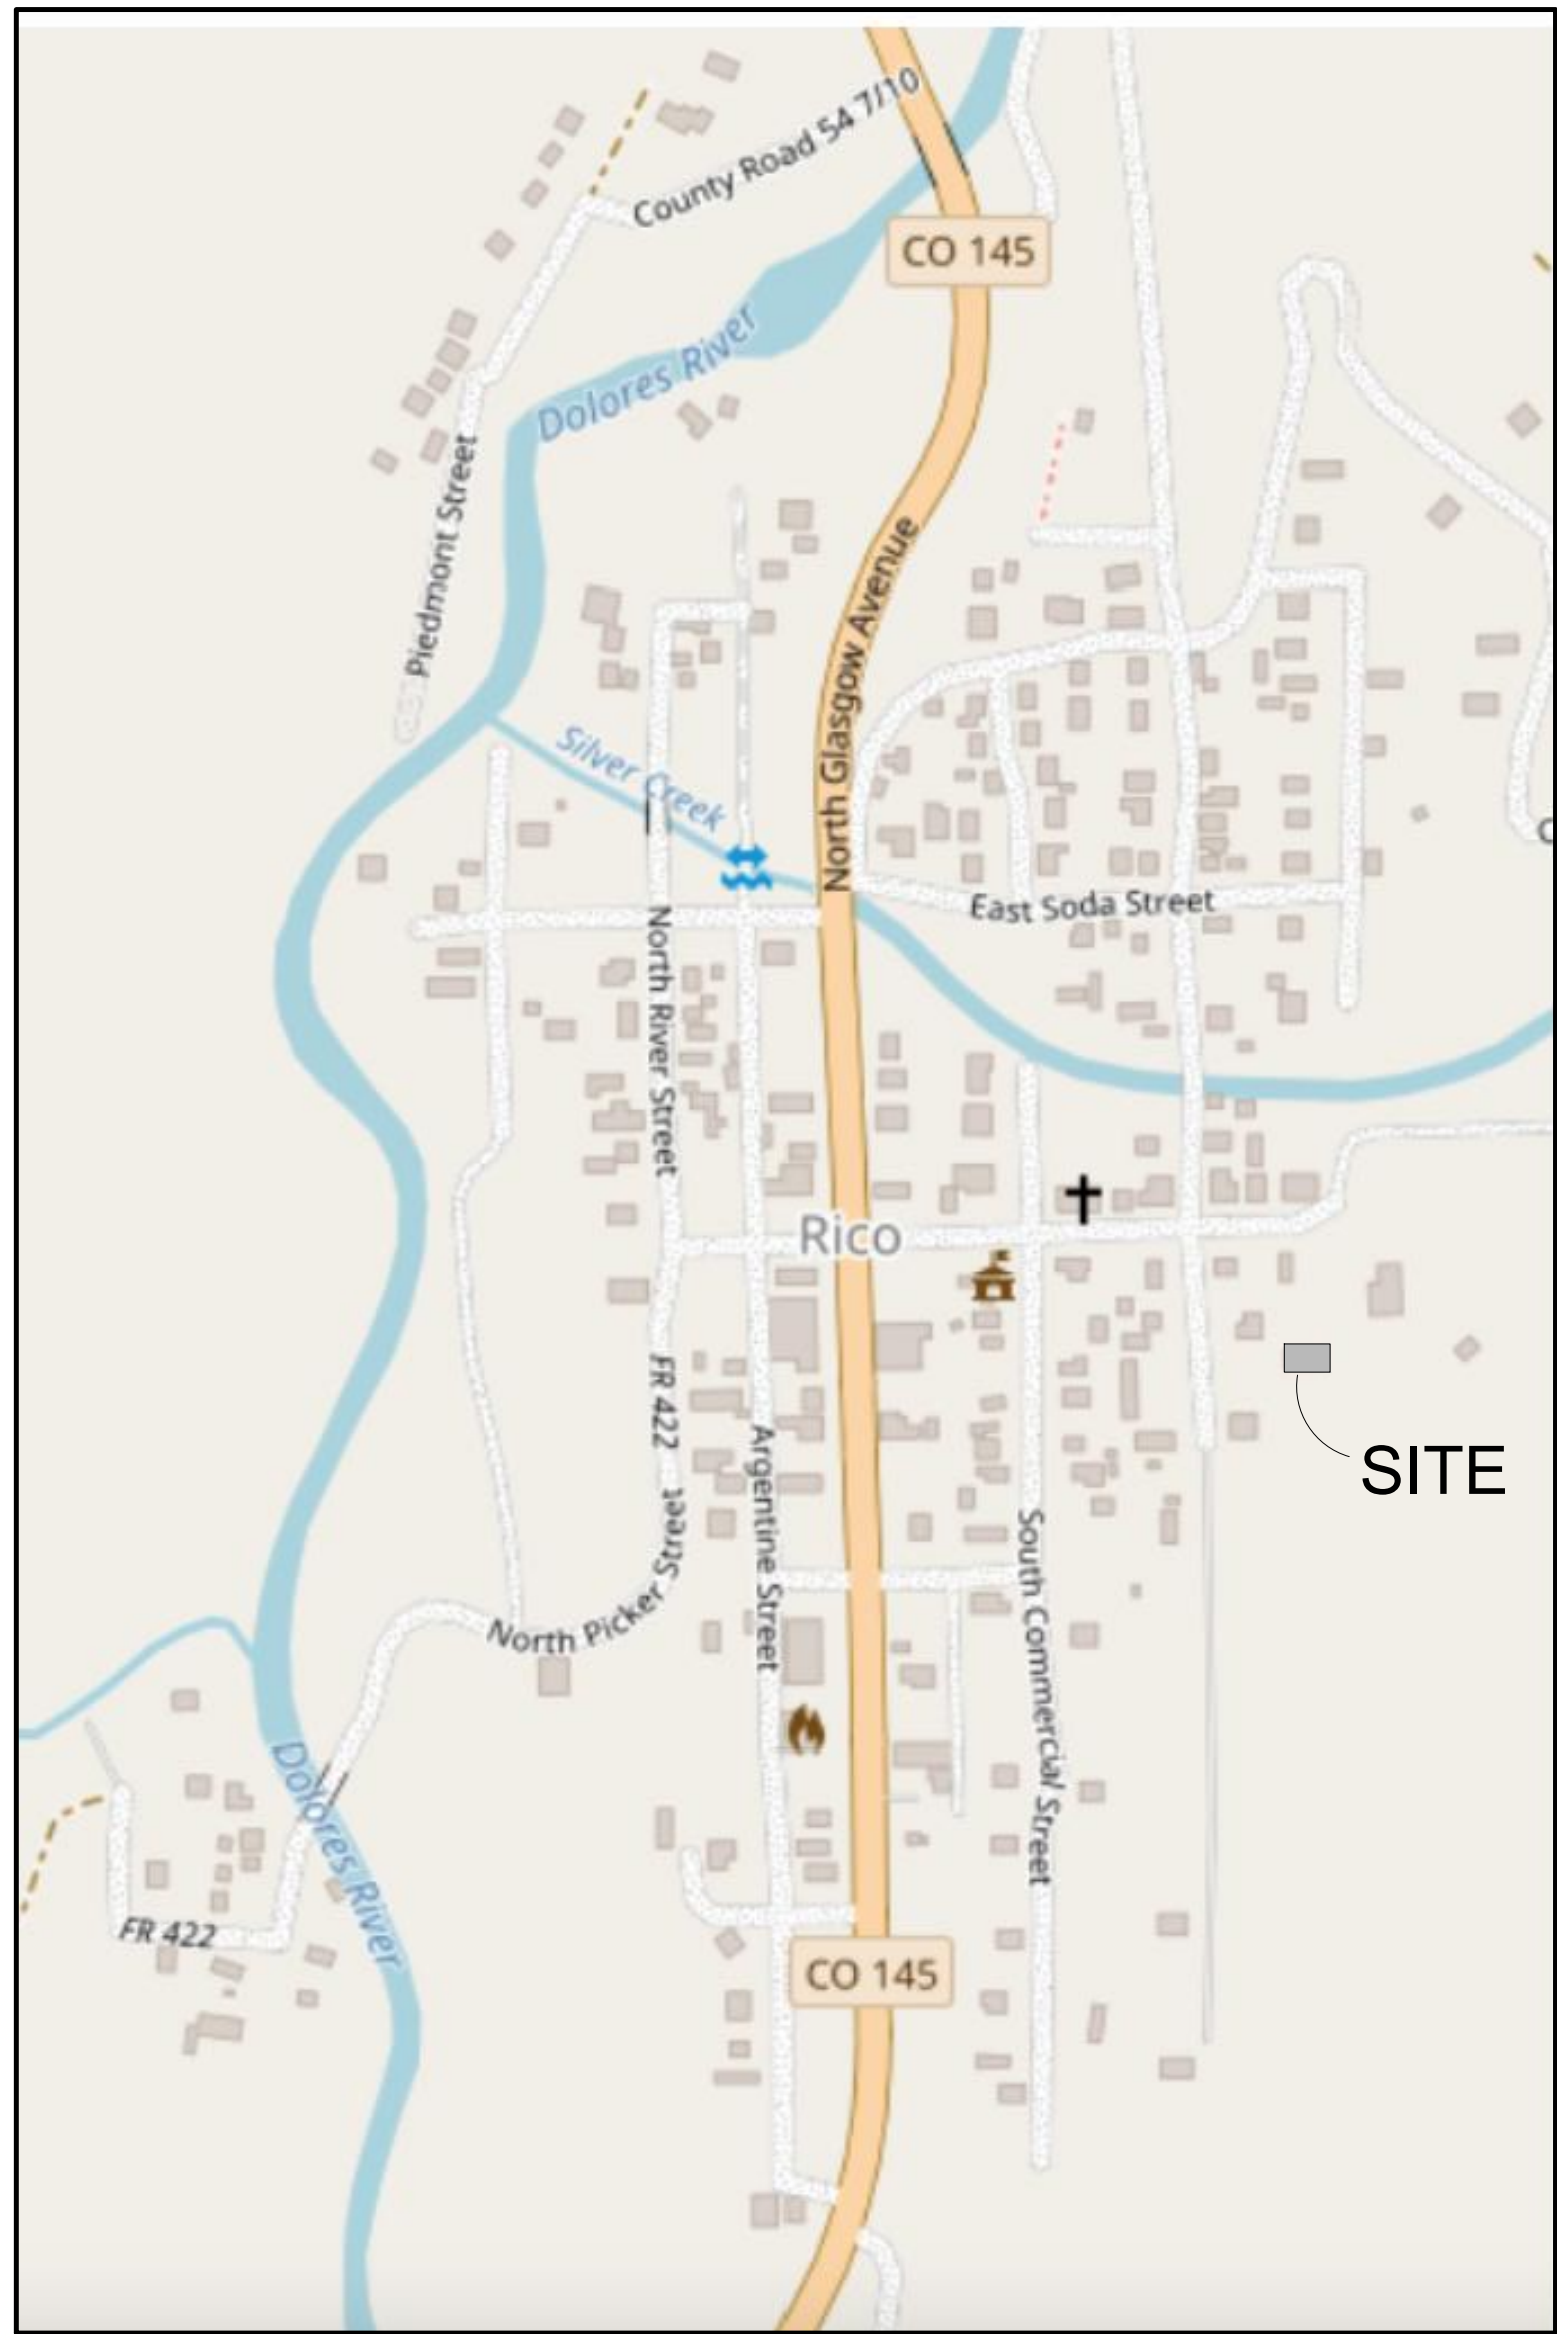 County Road 54 7/10
CO 145
Dolores River
Piedmont Street
North Glasgow Avenue
Silver Creek
East Soda Street
North River Street
Rico
FR 422
SITE
Argentine Street
North Picker Street
South Commercial Street
Dolores River
FR 422
CO 145